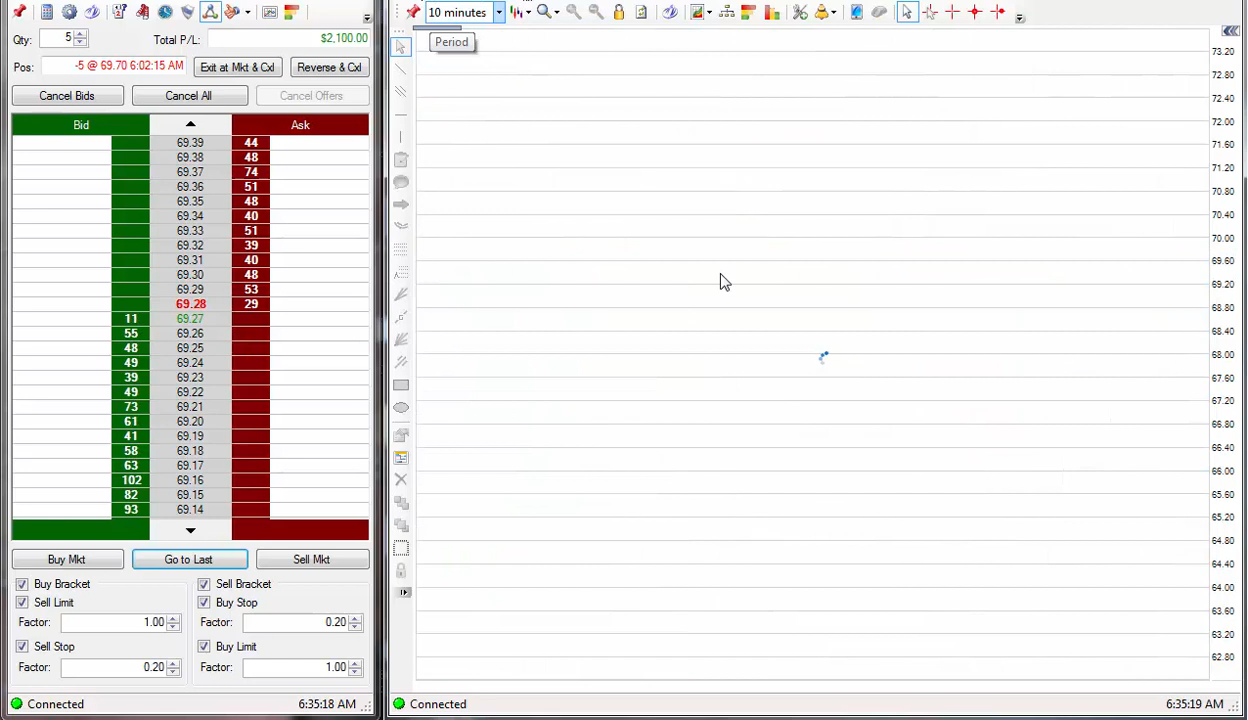 10 minutes
Period
Qty:
5
Total P/L:
$2,100.00
Pos:
-5 @ 69.70 6:02:15 AM
Exit at Mkt & Cxl
Reverse & Cxl
Cancel Bids
Cancel All
Cancel Offers
Bid
Ask
69.39 44
69.38 48
69.37 74
69.36 51
69.35 48
69.34 40
69.33 51
69.32 39
69.31 40
69.30 48
69.29 53
69.28 29
11 69.27
55 69.26
48 69.25
49 69.24
39 69.23
49 69.22
73 69.21
61 69.20
41 69.19
58 69.18
63 69.17
102 69.16
82 69.15
93 69.14
Buy Mkt
Go to Last
Sell Mkt
Buy Bracket
Sell Bracket
Sell Limit
Buy Stop
Factor: 1.00
Factor: 0.20
Sell Stop
Buy Limit
Factor: 0.20
Factor: 1.00
Connected
6:35:18 AM
73.20
72.80
72.40
72.00
71.60
71.20
70.80
70.40
70.00
69.60
69.20
68.80
68.40
68.00
67.60
67.20
66.80
66.40
66.00
65.60
65.20
64.80
64.40
64.00
63.60
63.20
62.80
Connected
6:35:19 AM